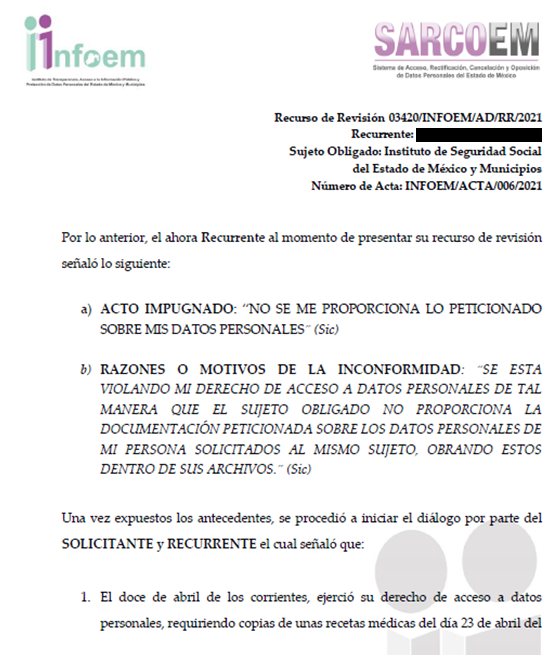 infoem
Instituto de Transparencia, Acceso a la Información Pública y
Protección de Datos Personales del Estado de México y Municipios
SARCOEM
Sistema de Acceso, Rectificación, Cancelación y Oposición
de Datos Personales del Estado de México
Recurso de Revisión 03420/INFOEM/AD/RR/2021
Recurrente:
Sujeto Obligado: Instituto de Seguridad Social
del Estado de México y Municipios
Número de Acta: INFOEM/ACTA/006/2021
Por lo anterior, el ahora Recurrente al momento de presentar su recurso de revisión
señaló lo siguiente:
a) ACTO IMPUGNADO: “NO SE ME PROPORCIONA LO PETICIONADO
SOBRE MIS DATOS PERSONALES¨ (Sic)
b) RAZONES O MOTIVOS DE LA INCONFORMIDAD: ¨SE ESTA
VIOLANDO MI DERECHO DE ACCESO A DATOS PERSONALES DE TAL
MANERA QUE EL SUJETO OBLIGADO NO PROPORCIONA LA
DOCUMENTACIÓN PETICIONADA SOBRE LOS DATOS PERSONALES DE
MI PERSONA SOLICITADOS AL MISMO SUJETO, OBRANDO ESTOS
DENTRO DE SUS ARCHIVOS.¨ (Sic)
Una vez expuestos los antecedentes, se procedió a iniciar el diálogo por parte del
SOLICITANTE y RECURRENTE el cual señaló que:
1. El doce de abril de los corrientes, ejerció su derecho de acceso a datos
personales, requiriendo copias de unas recetas médicas del día 23 de abril del